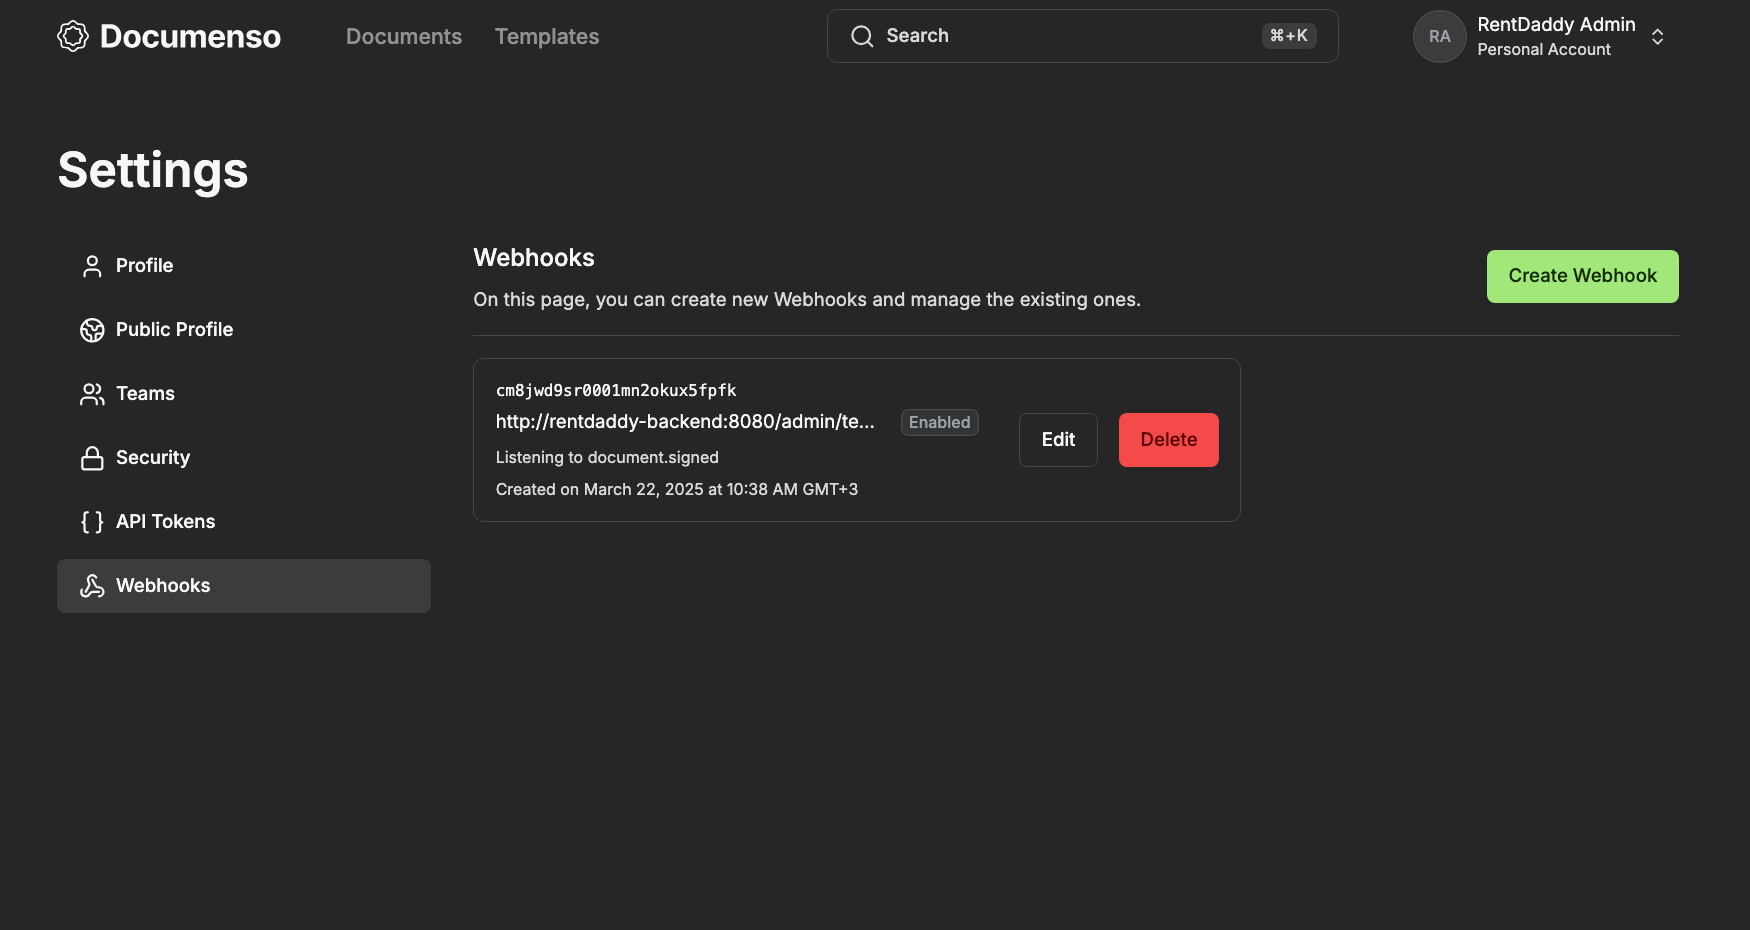 Documenso
Documents
Templates
Search
⌘+K
RA
RentDaddy Admin
Personal Account
Settings
Profile
Public Profile
Teams
Security
API Tokens
Webhooks
Webhooks
On this page, you can create new Webhooks and manage the existing ones.
Create Webhook
cm8jwd9sr0001mn2okux5fpfk
http://rentdaddy-backend:8080/admin/te...
Enabled
Listening to document.signed
Created on March 22, 2025 at 10:38 AM GMT+3
Edit
Delete